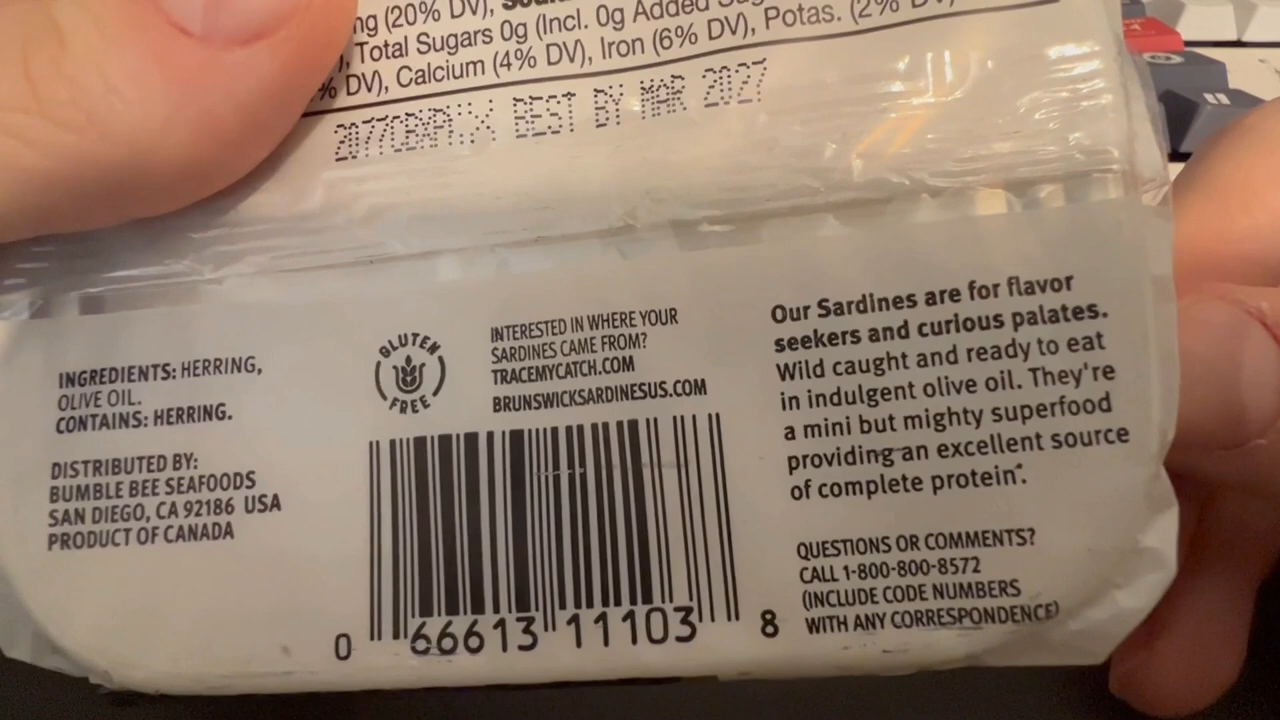 ng (20% DV),
Total Sugars 0g (Incl. 0g Added
% DV), Calcium (4% DV), Iron (6% DV), Potas. (2% DV)
BEST BY MAR 2027
INGREDIENTS: HERRING,
OLIVE OIL.
CONTAINS: HERRING.
DISTRIBUTED BY:
BUMBLE BEE SEAFOODS
SAN DIEGO, CA 92186 USA
PRODUCT OF CANADA
GLUTEN
FREE
INTERESTED IN WHERE YOUR
SARDINES CAME FROM?
TRACEMYCATCH.COM
BRUNSWICKSARDINESUS.COM
0 66613 11103 8
Our Sardines are for flavor
seekers and curious palates.
Wild caught and ready to eat
in indulgent olive oil. They're
a mini but mighty superfood
providing an excellent source
of complete protein*.
QUESTIONS OR COMMENTS?
CALL 1-800-800-8572
(INCLUDE CODE NUMBERS
WITH ANY CORRESPONDENCE)